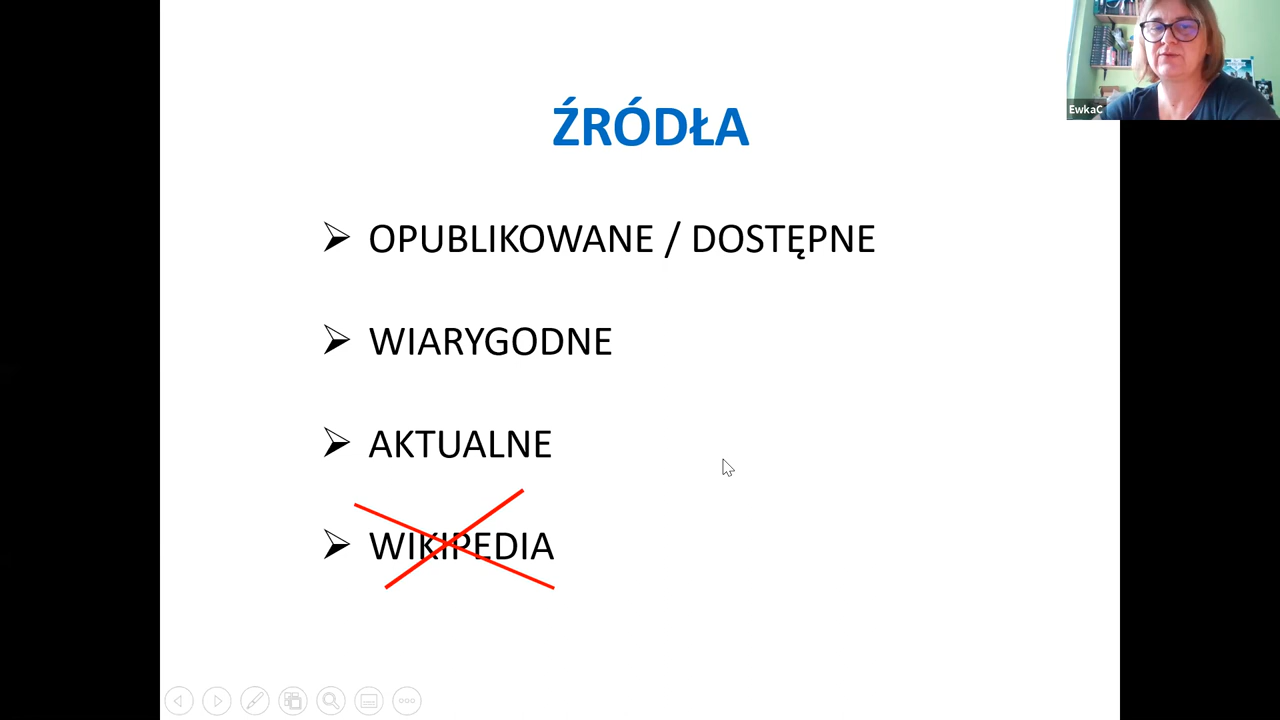 ŹRÓDŁA
OPUBLIKOWANE / DOSTĘPNE
WIARYGODNE
AKTUALNE
WIKIPEDIA
EwkaC